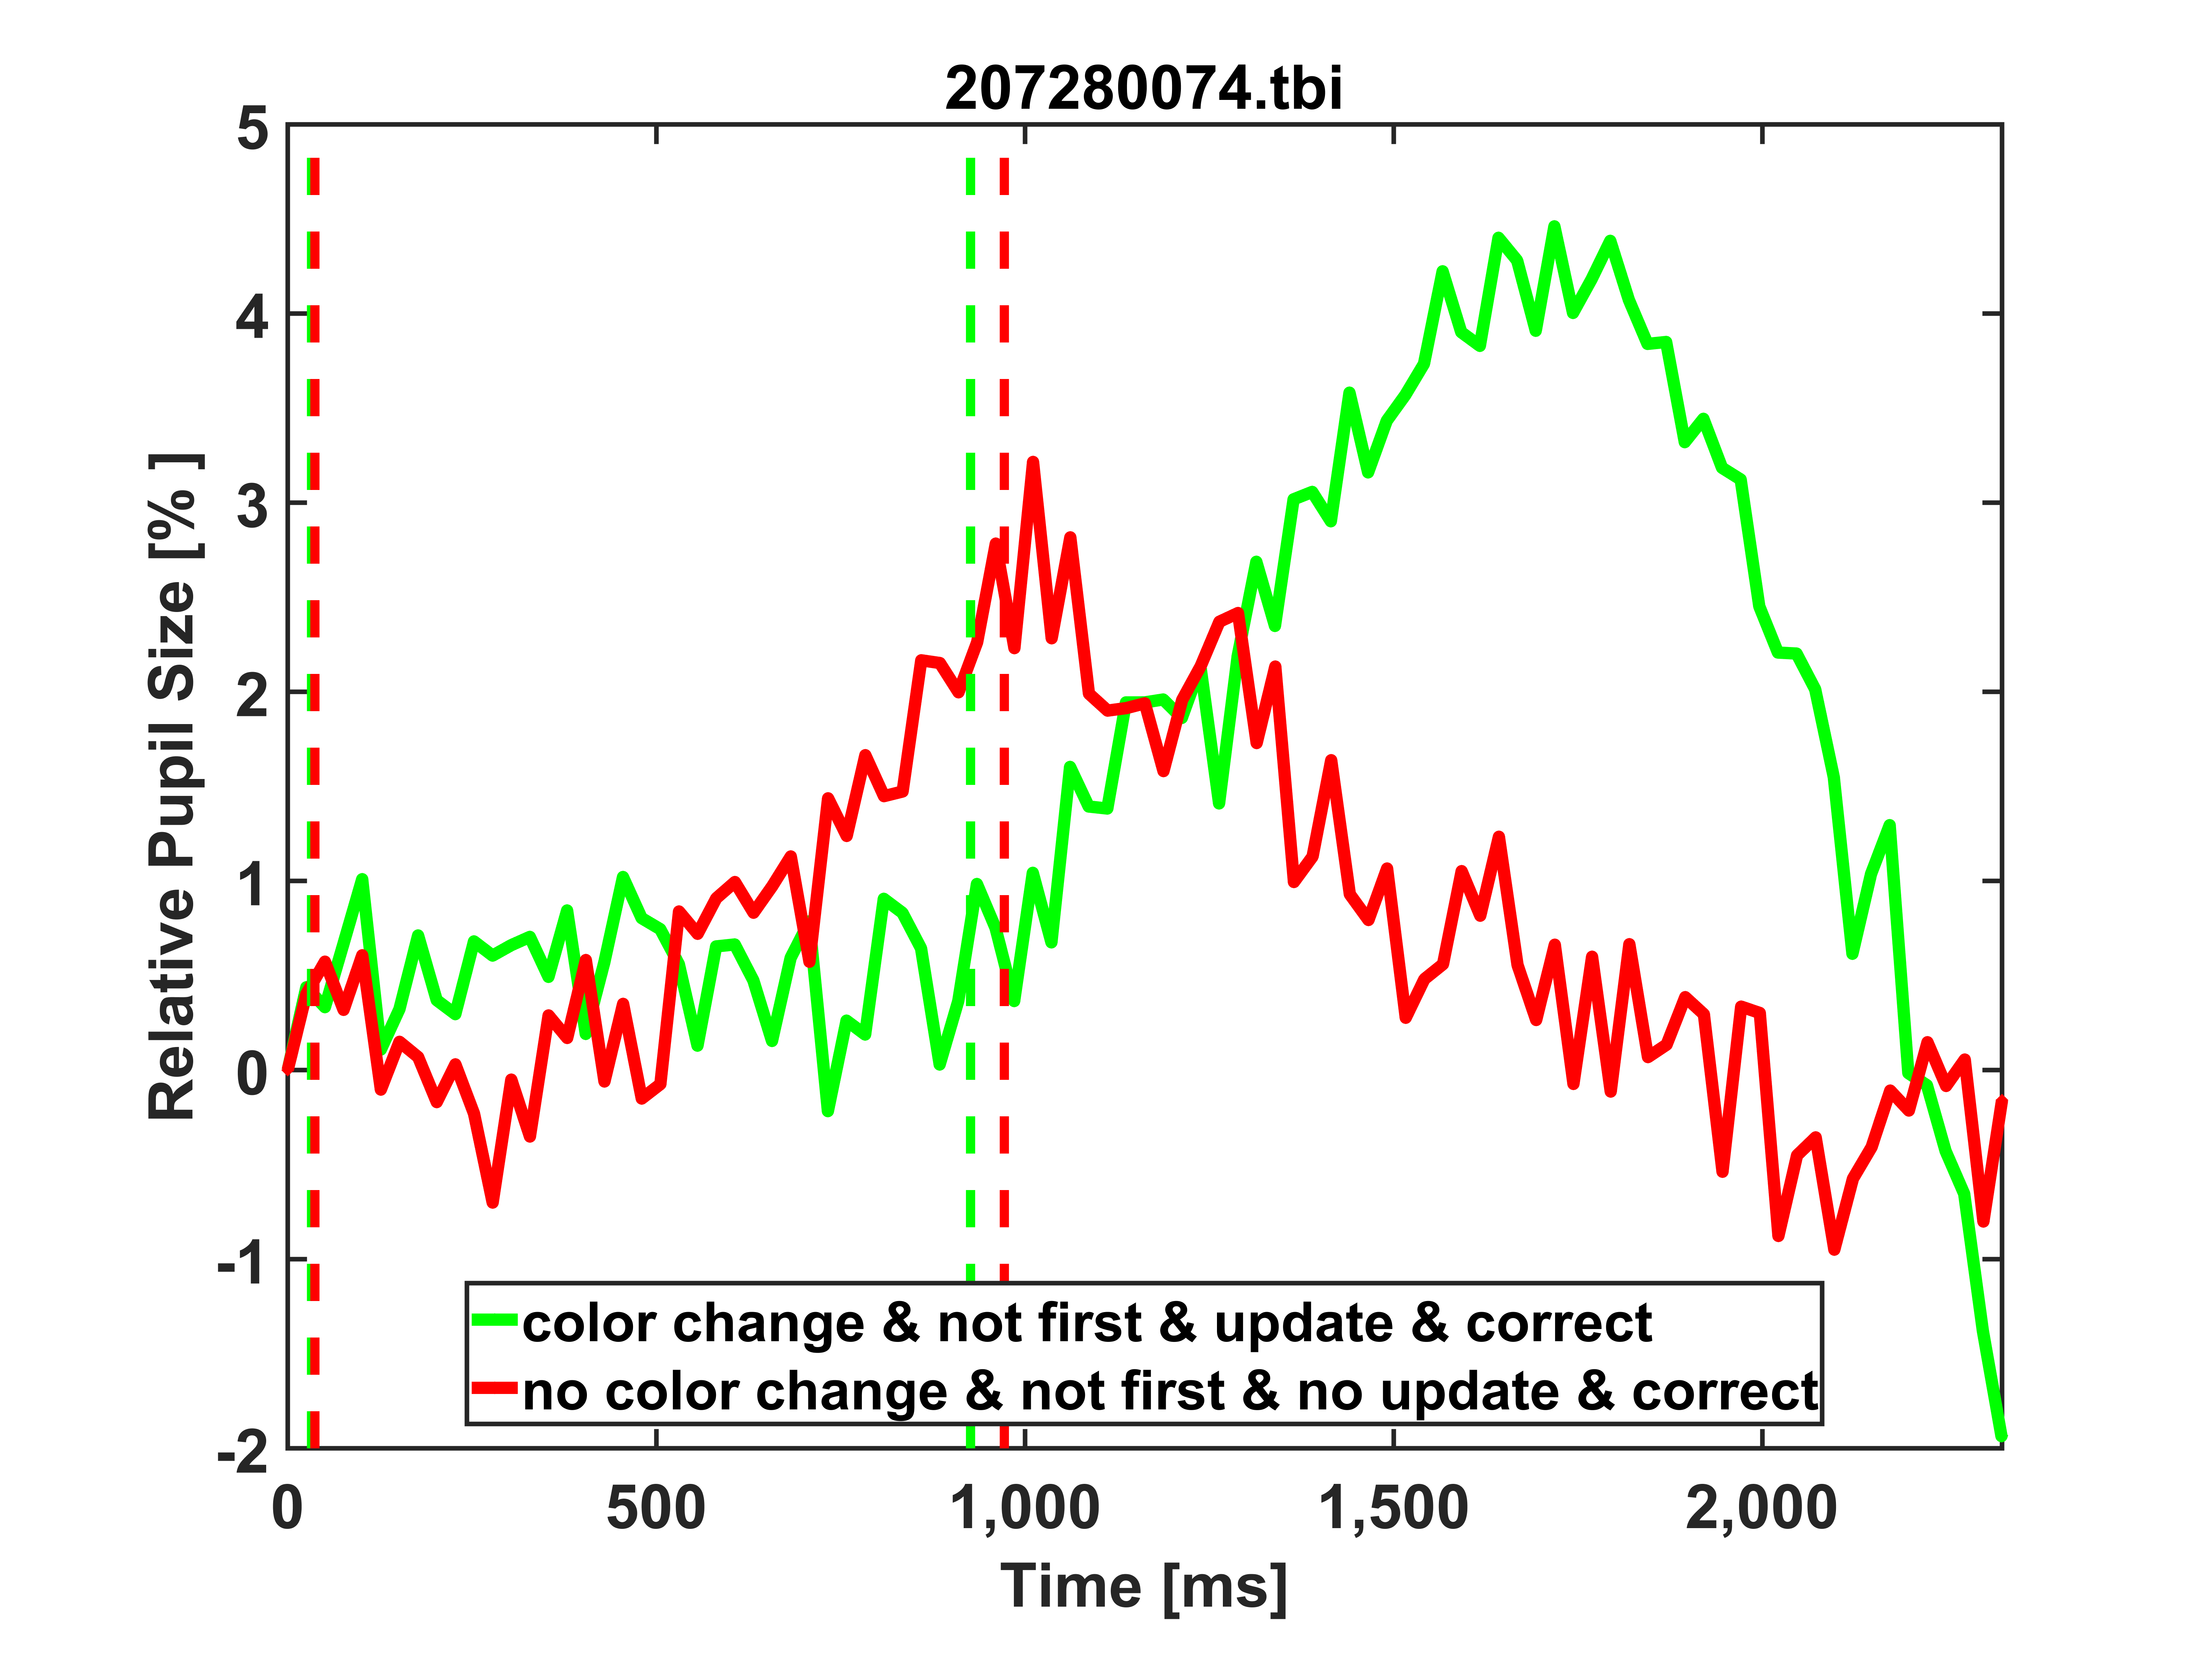 207280074.tbi
5
4
3
2
1
0
-1
-2
Relative Pupil Size [% ]
color change & not first & update & correct
no color change & not first & no update & correct
0 500 1,000 1,500 2,000
Time [ms]